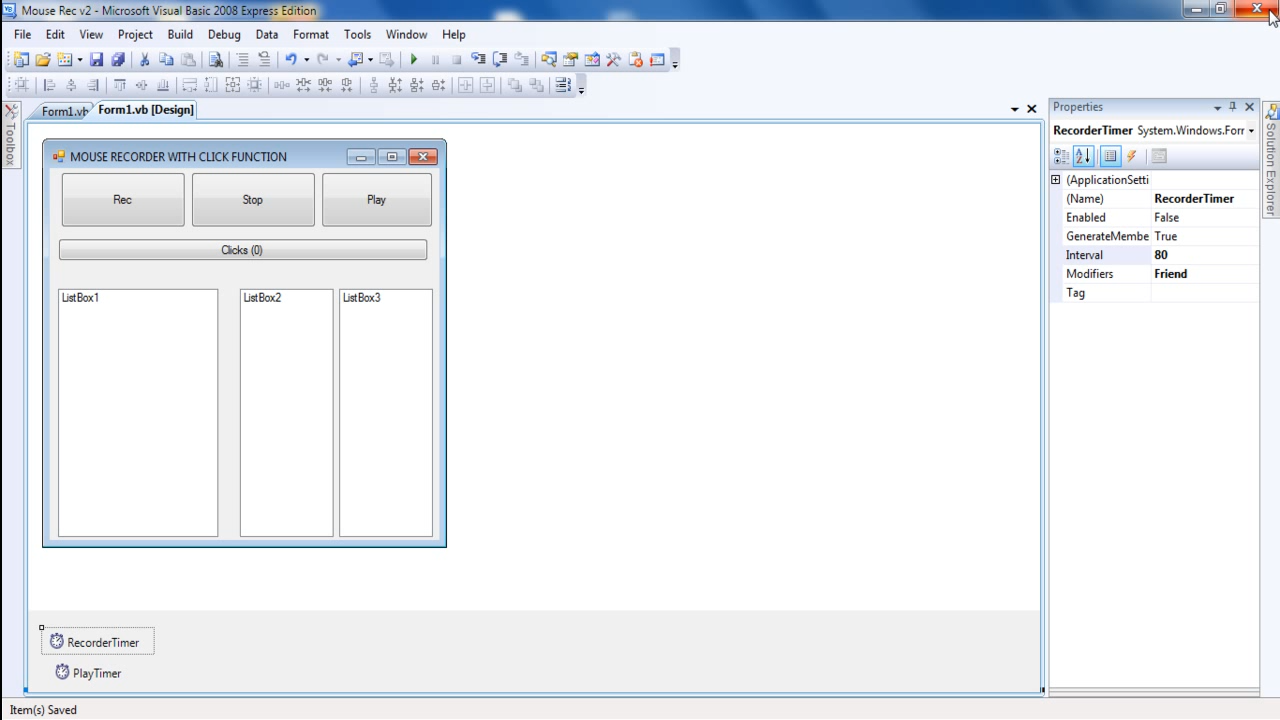 Mouse Rec v2 - Microsoft Visual Basic 2008 Express Edition
File Edit View Project Build Debug Data Format Tools Window Help
Form1.vb Form1.vb [Design]
Toolbox
MOUSE RECORDER WITH CLICK FUNCTION
Rec Stop Play
Clicks (0)
ListBox1 ListBox2 ListBox3
RecorderTimer
PlayTimer
Properties
RecorderTimer System.Windows.Forr
(ApplicationSetti
(Name) RecorderTimer
Enabled False
GenerateMembe True
Interval 80
Modifiers Friend
Tag
Solution Explorer
Item(s) Saved